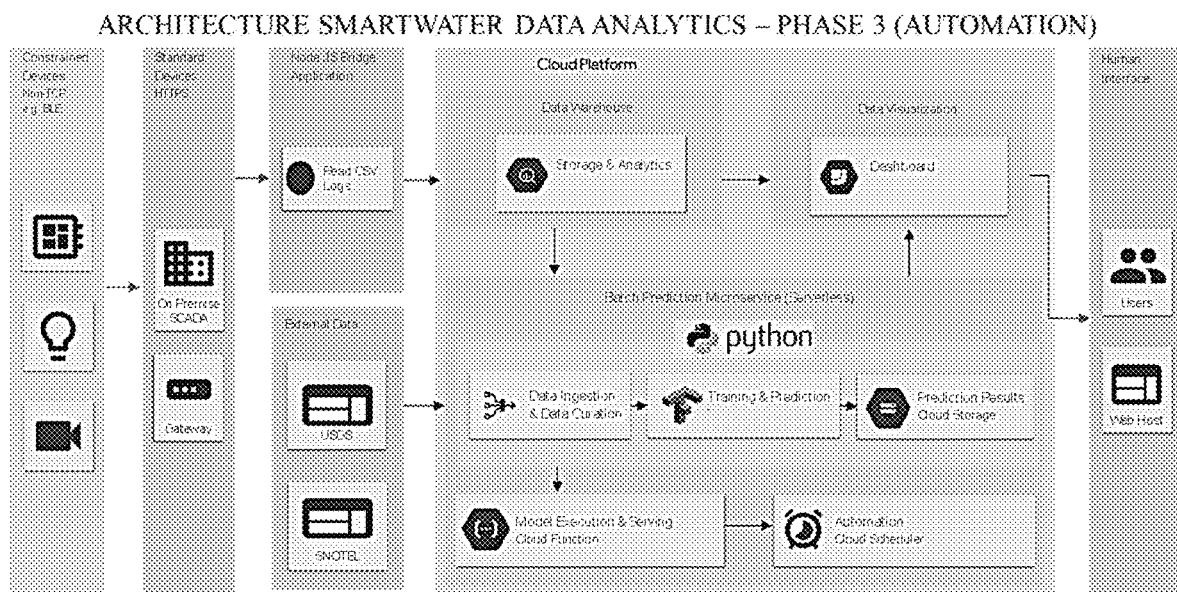 ARCHITECTURE SMARTWATER DATA ANALYTICS – PHASE 3 (AUTOMATION)
Constrained
Devices
Non-TCP
e.g. BLE
Standard
Devices
HTTPS
Node JS Bridge
Application
Cloud Platform
Human
Interface
Data Warehouse
Data Visualization
Read CSV
Logs
Storage & Analytics
Dashboard
On Premise
SCADA
Gateway
Users
Web Host
External Data
USGS
SNOTEL
Batch Prediction Microservice (Serverless)
python
Data Ingestion
& Data Curation
Training & Prediction
Prediction Results
Cloud Storage
Model Execution & Serving
Cloud Function
Automation
Cloud Scheduler